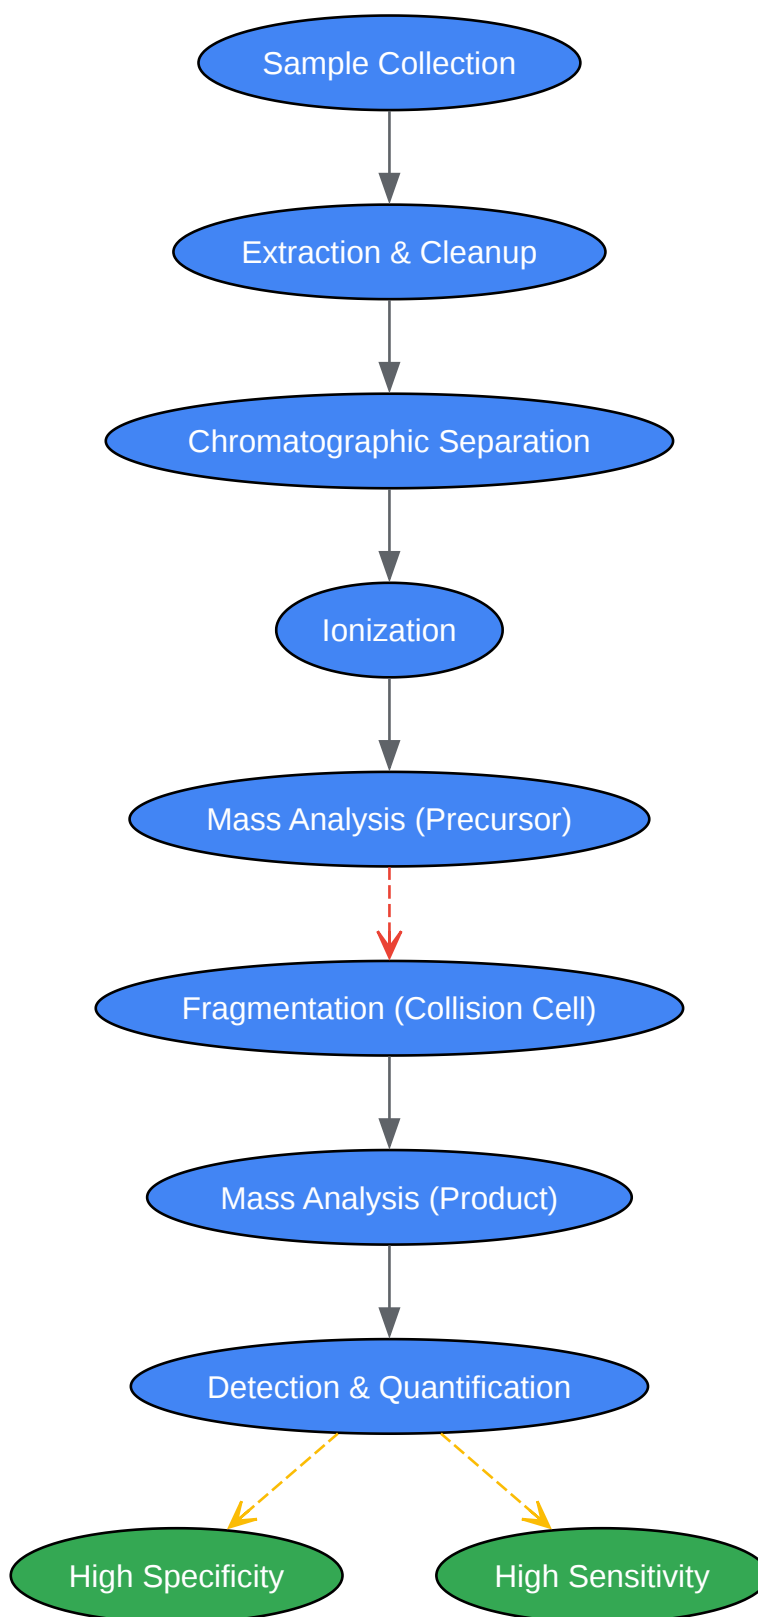 Sample Collection
Extraction & Cleanup
Chromatographic Separation
Ionization
Mass Analysis (Precursor)
Fragmentation (Collision Cell)
Mass Analysis (Product)
Detection & Quantification
High Specificity
High Sensitivity